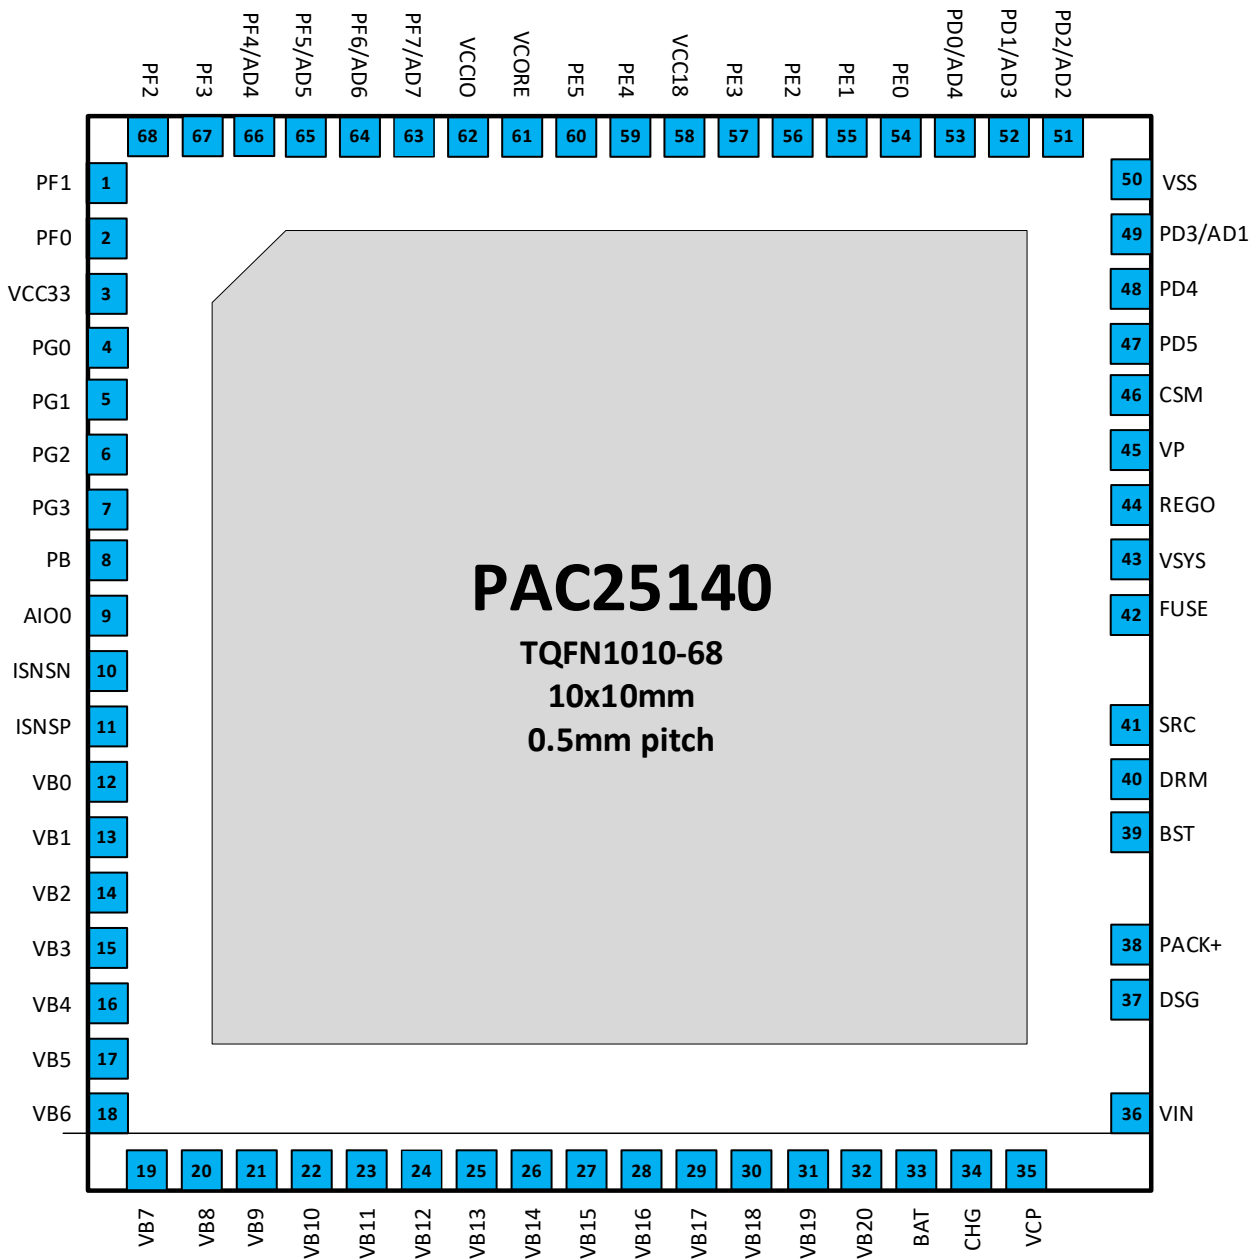 PF2
PF3
PF4/AD4
PF5/AD5
PF6/AD6
PF7/AD7
VCCIO
VCORE
PE5
PE4
VCC18
PE3
PE2
PE1
PE0
PD0/AD4
PD1/AD3
PD2/AD2
68 67 66 65 64 63 62 61 60 59 58 57 56 55 54 53 52 51
PF1 1
PF0 2
VCC33 3
PG0 4
PG1 5
PG2 6
PG3 7
PB 8
AIO0 9
ISNSN 10
ISNSP 11
VB0 12
VB1 13
VB2 14
VB3 15
VB4 16
VB5 17
VB6 18
PAC25140
TQFN1010-68
10x10mm
0.5mm pitch
50 VSS
49 PD3/AD1
48 PD4
47 PD5
46 CSM
45 VP
44 REGO
43 VSYS
42 FUSE
41 SRC
40 DRM
39 BST
38 PACK+
37 DSG
36 VIN
19 20 21 22 23 24 25 26 27 28 29 30 31 32 33 34 35
VB7
VB8
VB9
VB10
VB11
VB12
VB13
VB14
VB15
VB16
VB17
VB18
VB19
VB20
BAT
CHG
VCP